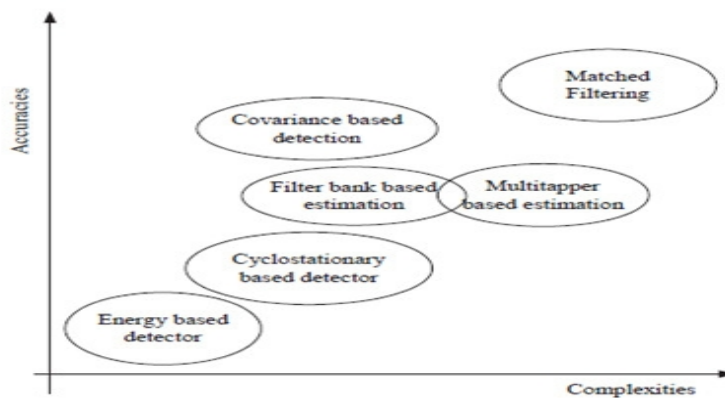 Accuracies
Matched
Filtering
Covariance based
detection
Filter bank based
estimation
Multitapper
based estimation
Cyclostationary
based detector
Energy based
detector
Complexities